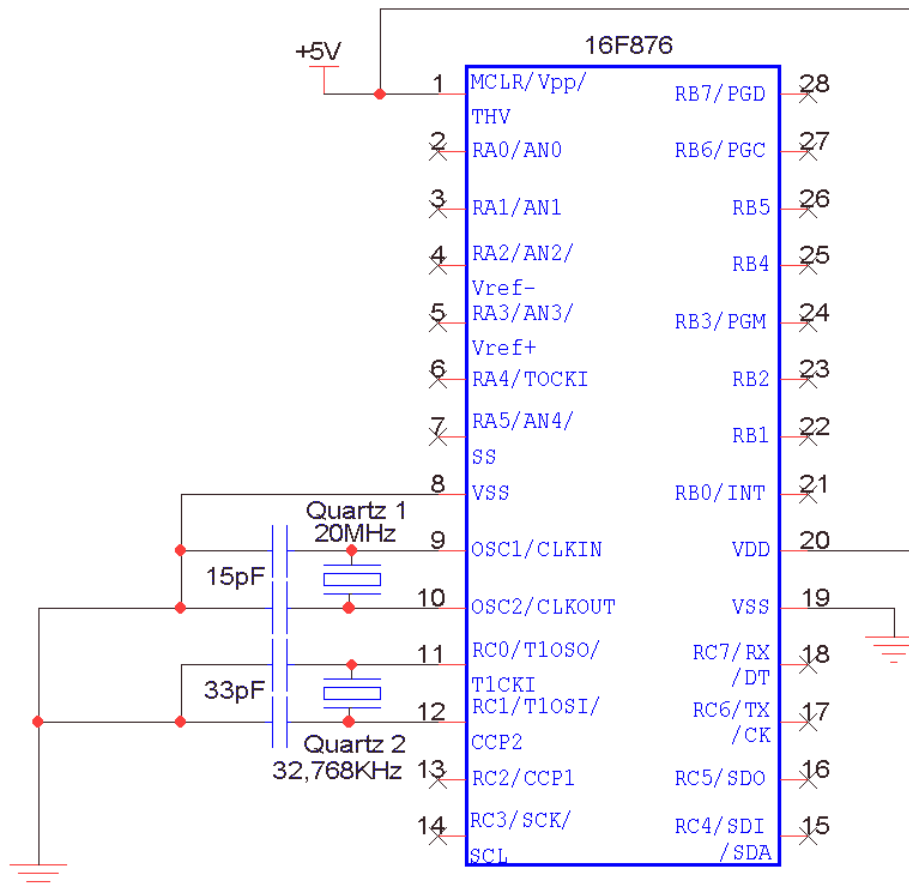 16F876
+5V
1
MCLR/Vpp/
THV
2
RA0/AN0
3
RA1/AN1
4
RA2/AN2/
Vref-
5
RA3/AN3/
Vref+
6
RA4/TOCKI
7
RA5/AN4/
SS
8
VSS
Quartz 1
20MHz
9
OSC1/CLKIN
15pF
10
OSC2/CLKOUT
11
RC0/T1OSO/
T1CKI
33pF
12
RC1/T1OSI/
CCP2
Quartz 2
32,768KHz
13
RC2/CCP1
14
RC3/SCK/
SCL
RB7/PGD
28
RB6/PGC
27
RB5
26
RB4
25
RB3/PGM
24
RB2
23
RB1
22
RB0/INT
21
VDD
20
VSS
19
RC7/RX
/DT
18
RC6/TX
/CK
17
RC5/SDO
16
RC4/SDI
/SDA
15